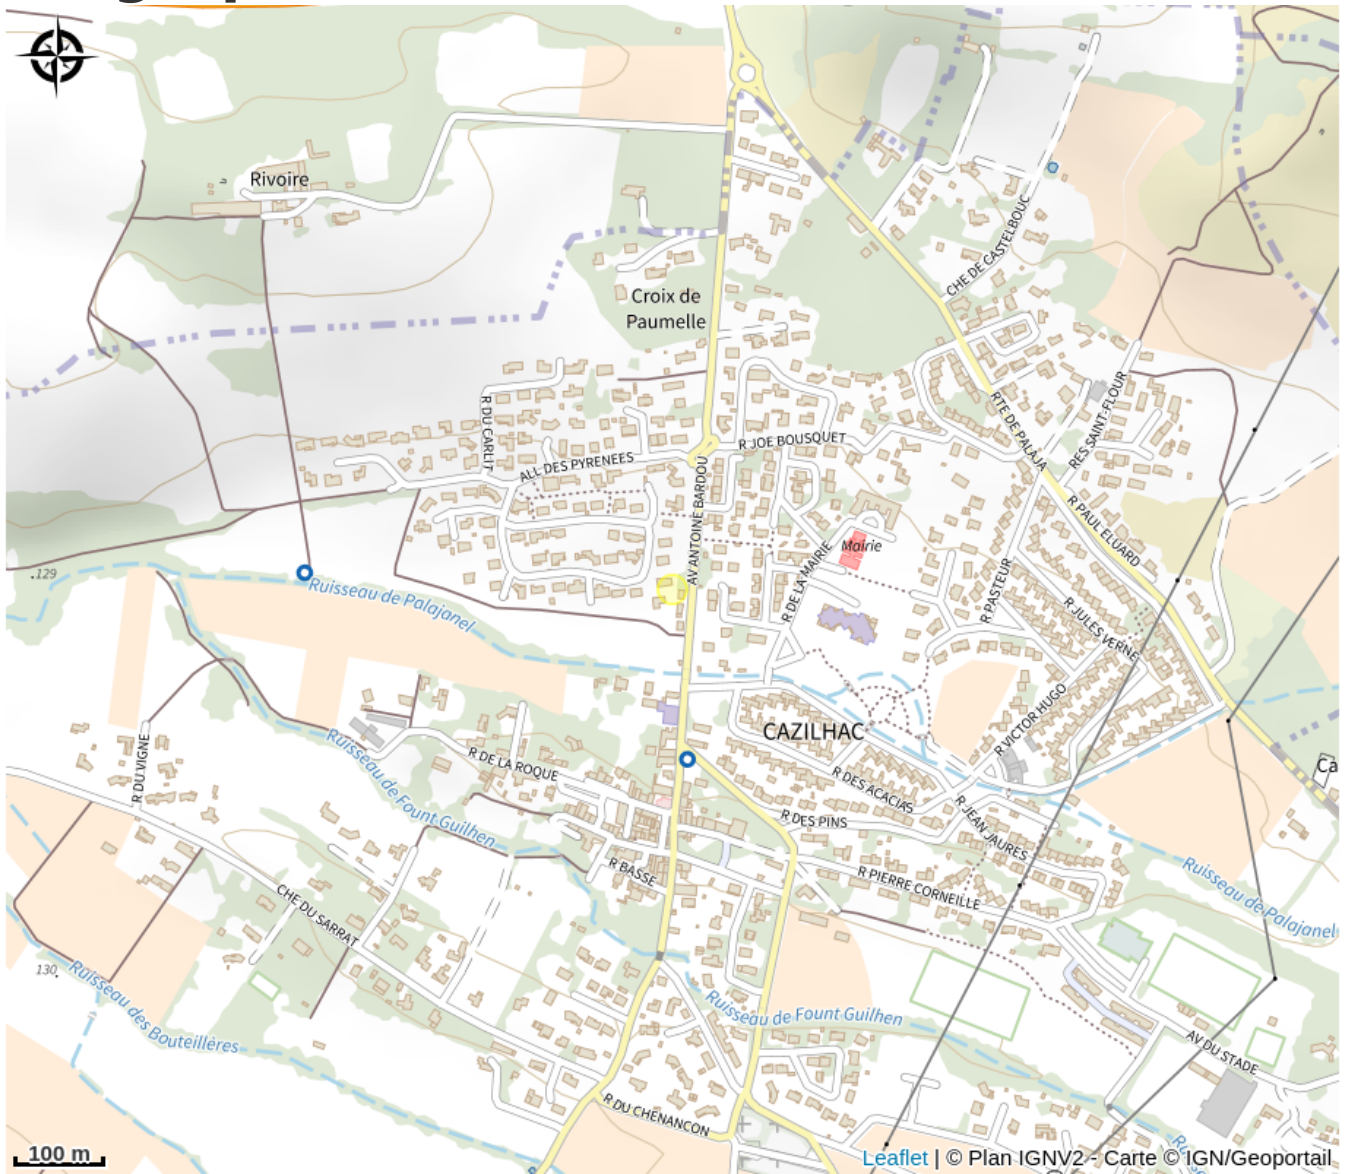 Rivoire
CHE DE CASTELBOUC
Croix de
Paumelle
R DU CARLIT
RTE DE PALAJA
RES SAINT-FLOUR
R JOE BOUSQUET
ALL DES PYRENEES
AV ANTOINE BARDOU
R PAUL ELUARD
Mairie
R DE LA MAIRIE
R PASTEUR
129
Ruisseau de Palajanel
R JULES VERNE
R VICTOR HUGO
CAZILHAC
R DU VIGNE
R DE LA ROQUE
Ruisseau de Fount Guilhen
R DES ACACIAS
R DES PINS
R JEAN JAURES
Ca
R BASSE
R PIERRE CORNEILLE
Ruisseau de Palajanel
CHE DU SARRAT
130
Ruisseau des Bouteillères
Ruisseau de Fount Guilhen
AV DU STADE
R DU CHENANCON
100 m
Leaflet | © Plan IGNV2 - Carte © IGN/Geoportail